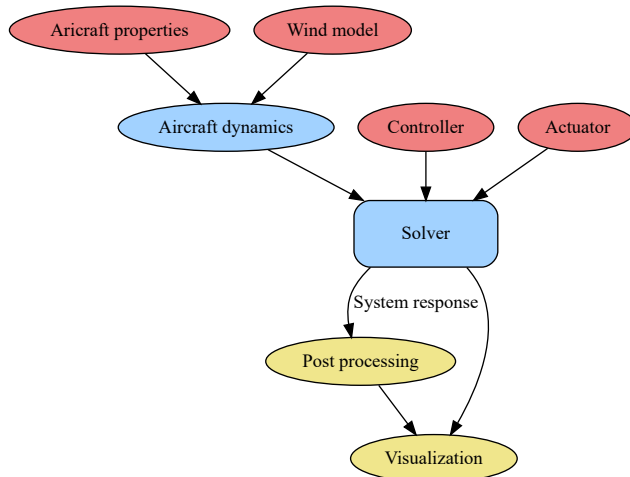 Aricraft properties
Wind model
Aircraft dynamics
Controller
Actuator
Solver
System response
Post processing
Visualization